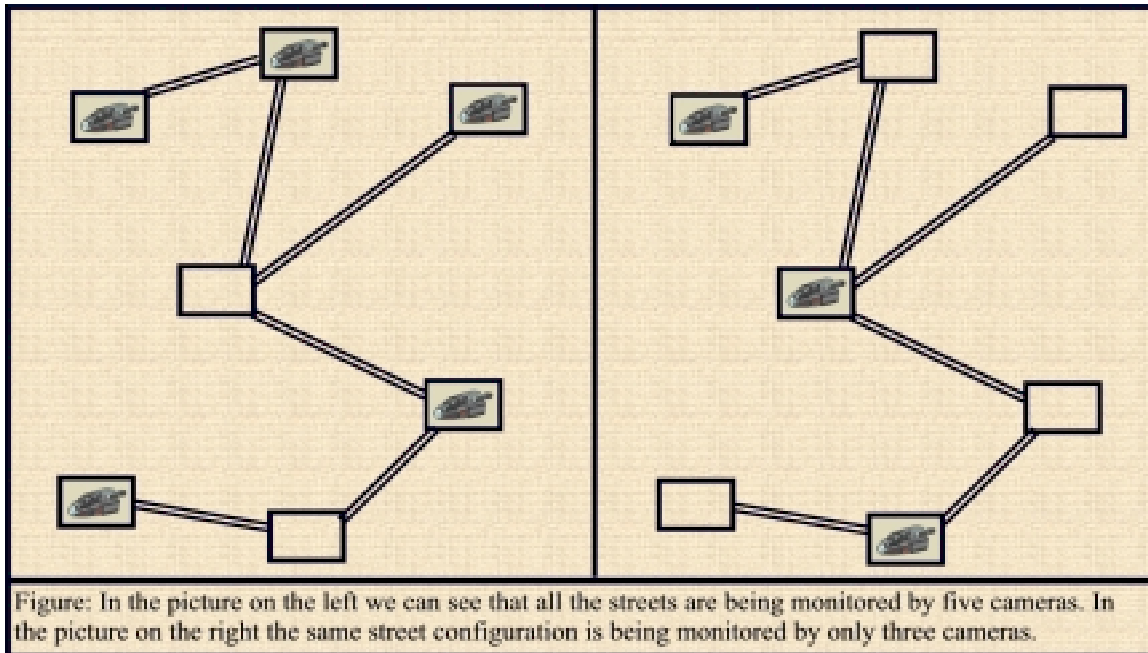 Figure: In the picture on the left we can see that all the streets are being monitored by five cameras. In
the picture on the right the same street configuration is being monitored by only three cameras.